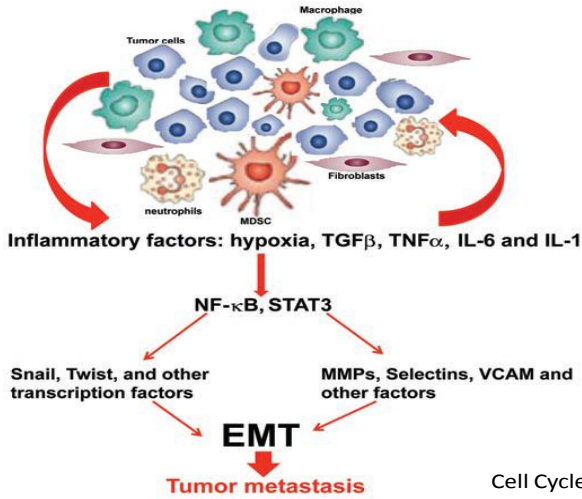 Macrophage
Tumor cells
Fibroblasts
neutrophils
MDSC
Inflammatory factors: hypoxia, TGFβ, TNFα, IL-6 and IL-1
NF-κB, STAT3
Snail, Twist, and other
transcription factors
MMPs, Selectins, VCAM and
other factors
EMT
Tumor metastasis
Cell Cycle